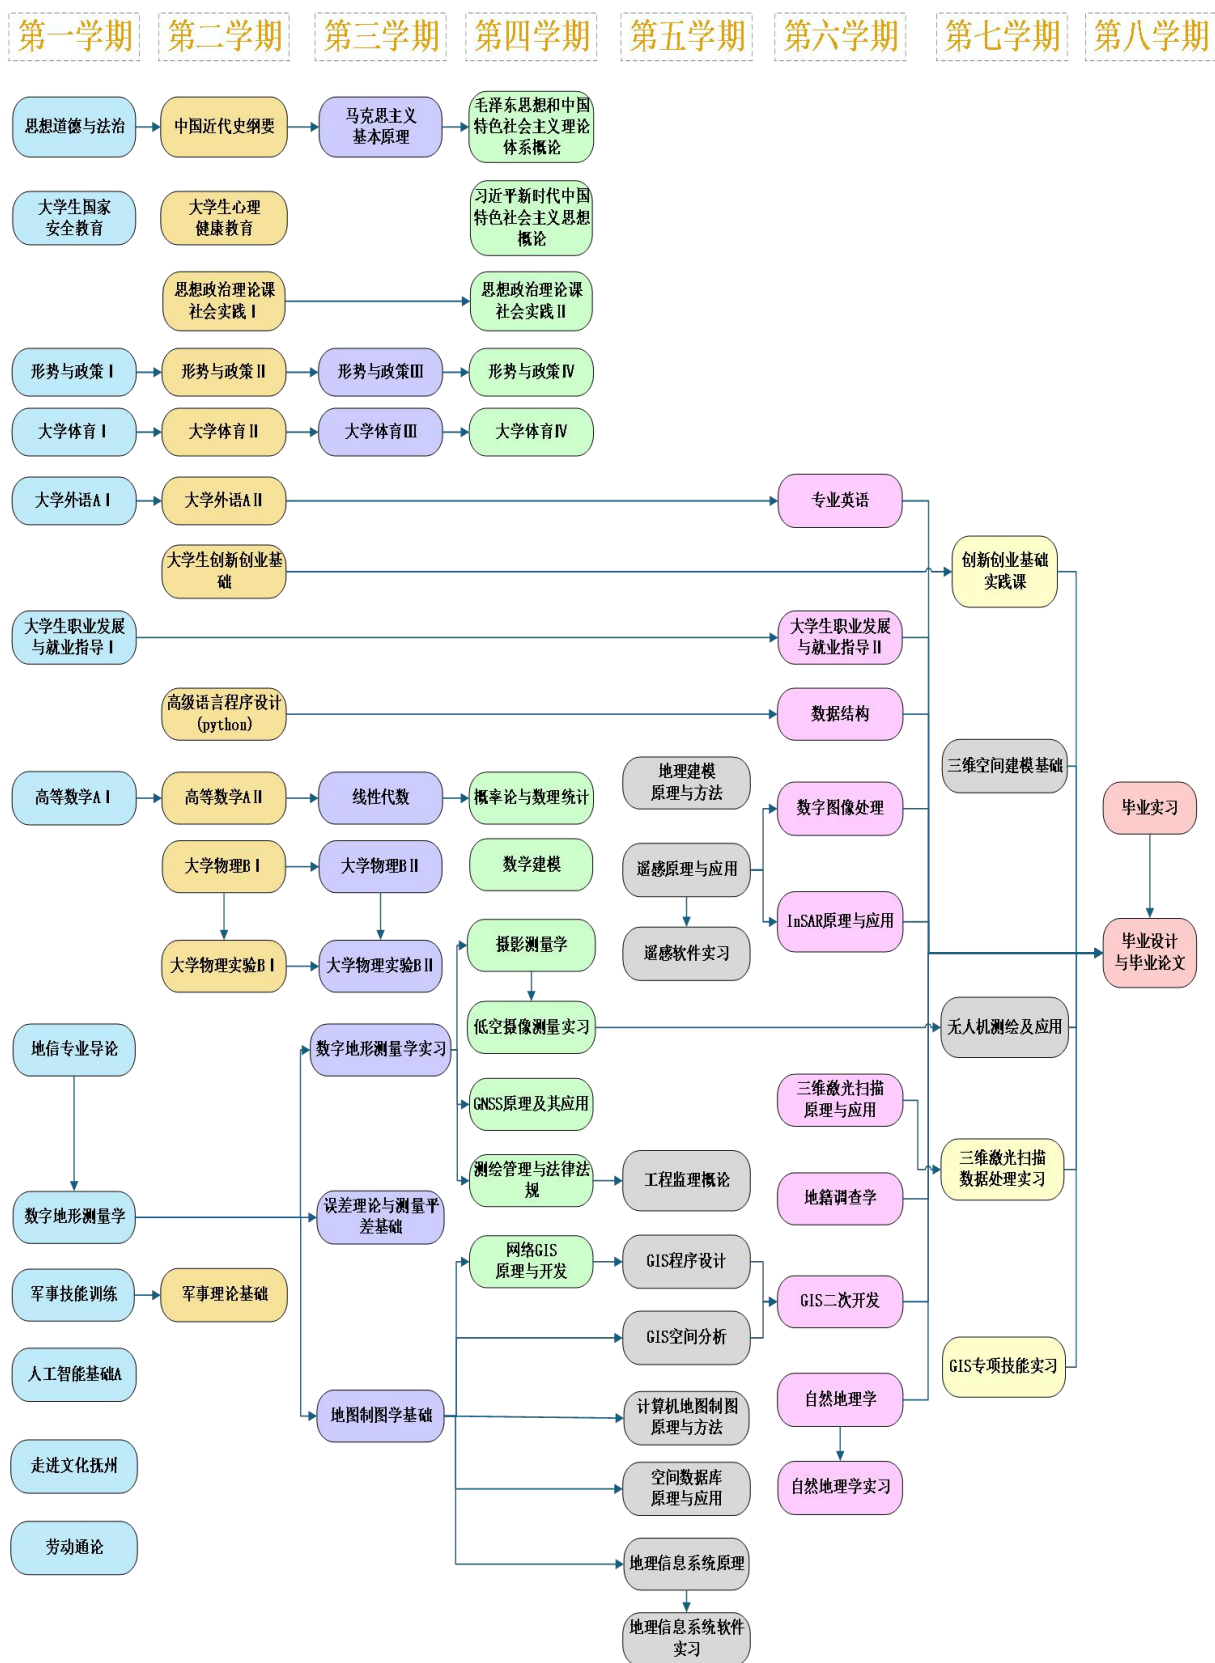 第一学期
第二学期
第三学期
第四学期
第五学期
第六学期
第七学期
第八学期
思想道德与法治
中国近代史纲要
马克思主义
基本原理
毛泽东思想和中国
特色社会主义理论
体系概论
大学生国家
安全教育
大学生心理
健康教育
习近平新时代中国
特色社会主义思想
概论
思想政治理论课
社会实践Ⅰ
思想政治理论课
社会实践Ⅱ
形势与政策Ⅰ
形势与政策Ⅱ
形势与政策Ⅲ
形势与政策Ⅳ
大学体育Ⅰ
大学体育Ⅱ
大学体育Ⅲ
大学体育Ⅳ
大学外语AⅠ
大学外语AⅡ
专业英语
大学生创新创业基
础
创新创业基础
实践课
大学生职业发展
与就业指导Ⅰ
大学生职业发展
与就业指导Ⅱ
高级语言程序设计
(python)
数据结构
地理建模
原理与方法
三维空间建模基础
高等数学AⅠ
高等数学AⅡ
线性代数
概率论与数理统计
数字图像处理
毕业实习
大学物理BⅠ
大学物理BⅡ
数学建模
遥感原理与应用
InSAR原理与应用
大学物理实验BⅠ
大学物理实验BⅡ
摄影测量学
遥感软件实习
毕业设计
与毕业论文
地信专业导论
数字地形测量学实习
低空摄像测量实习
无人机测绘及应用
GNSS原理及其应用
三维激光扫描
原理与应用
测绘管理与法律法
规
工程监理概论
地籍调查学
三维激光扫描
数据处理实习
数字地形测量学
误差理论与测量平
差基础
网络GIS
原理与开发
GIS程序设计
军事技能训练
军事理论基础
GIS二次开发
GIS空间分析
GIS专项技能实习
人工智能基础A
地图制图学基础
计算机地图制图
原理与方法
自然地理学
走进文化抚州
空间数据库
原理与应用
自然地理学实习
劳动通论
地理信息系统原理
地理信息系统软件
实习